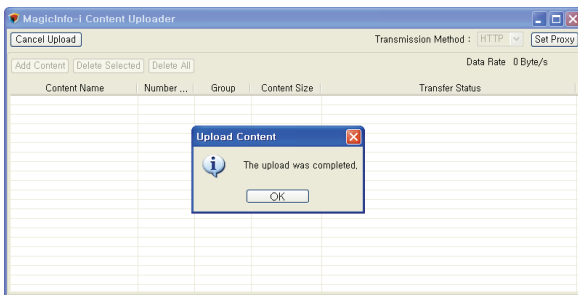 MagicInfo-i Content Uploader
Cancel Upload Transmission Method : HTTP Set Proxy
Add Content Delete Selected Delete All Data Rate 0 Byte/s
Content Name Number ... Group Content Size Transfer Status
Upload Content
The upload was completed.
OK